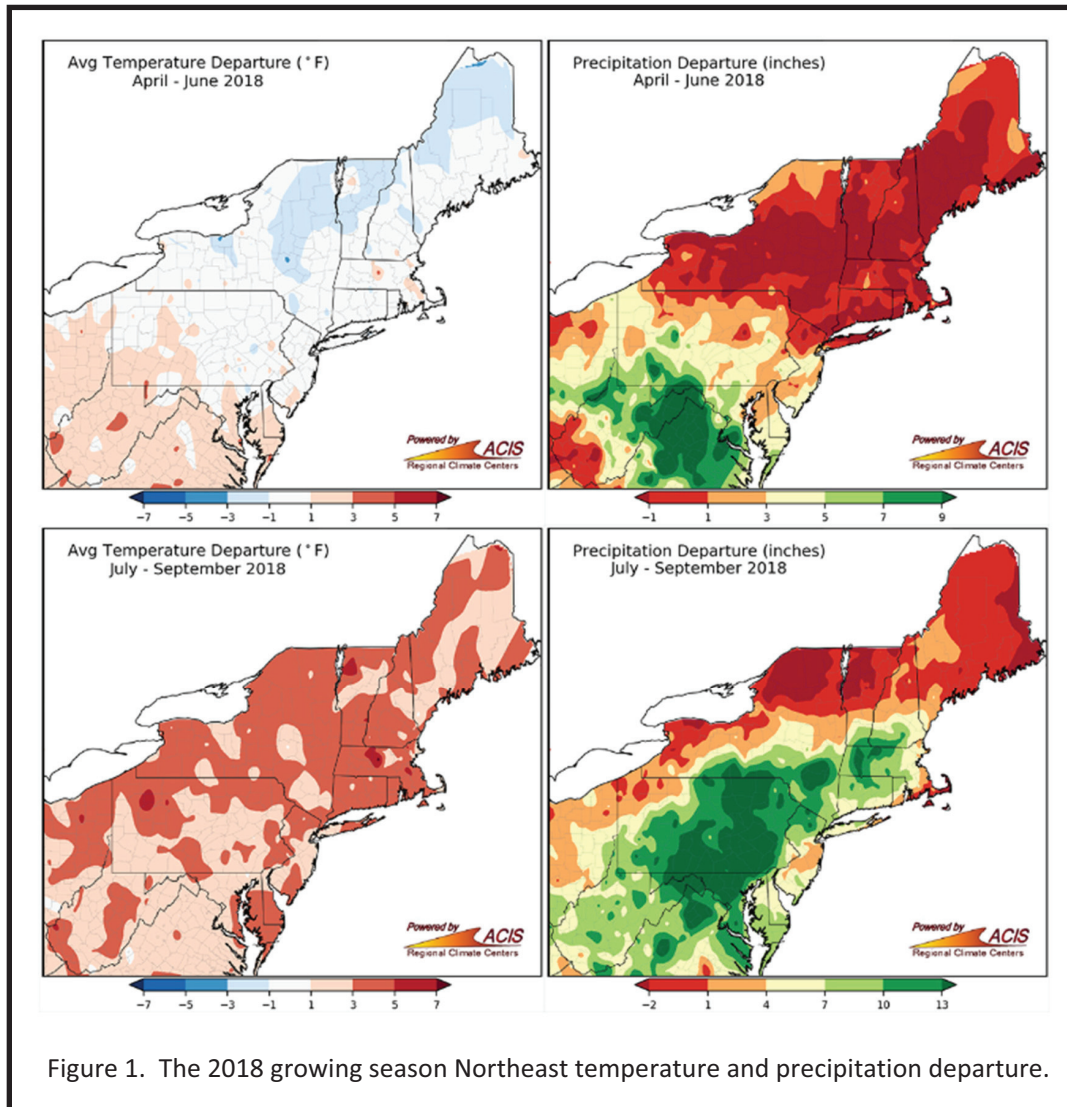 Avg Temperature Departure (°F)
April - June 2018
Powered by
ACIS
Regional Climate Centers
-7 -5 -3 -1 1 3 5 7
Precipitation Departure (inches)
April - June 2018
Powered by
ACIS
Regional Climate Centers
-1 1 3 5 7 9
Avg Temperature Departure (°F)
July - September 2018
Powered by
ACIS
Regional Climate Centers
-7 -5 -3 -1 1 3 5 7
Precipitation Departure (inches)
July - September 2018
Powered by
ACIS
Regional Climate Centers
-2 1 4 7 10 13
Figure 1. The 2018 growing season Northeast temperature and precipitation departure.